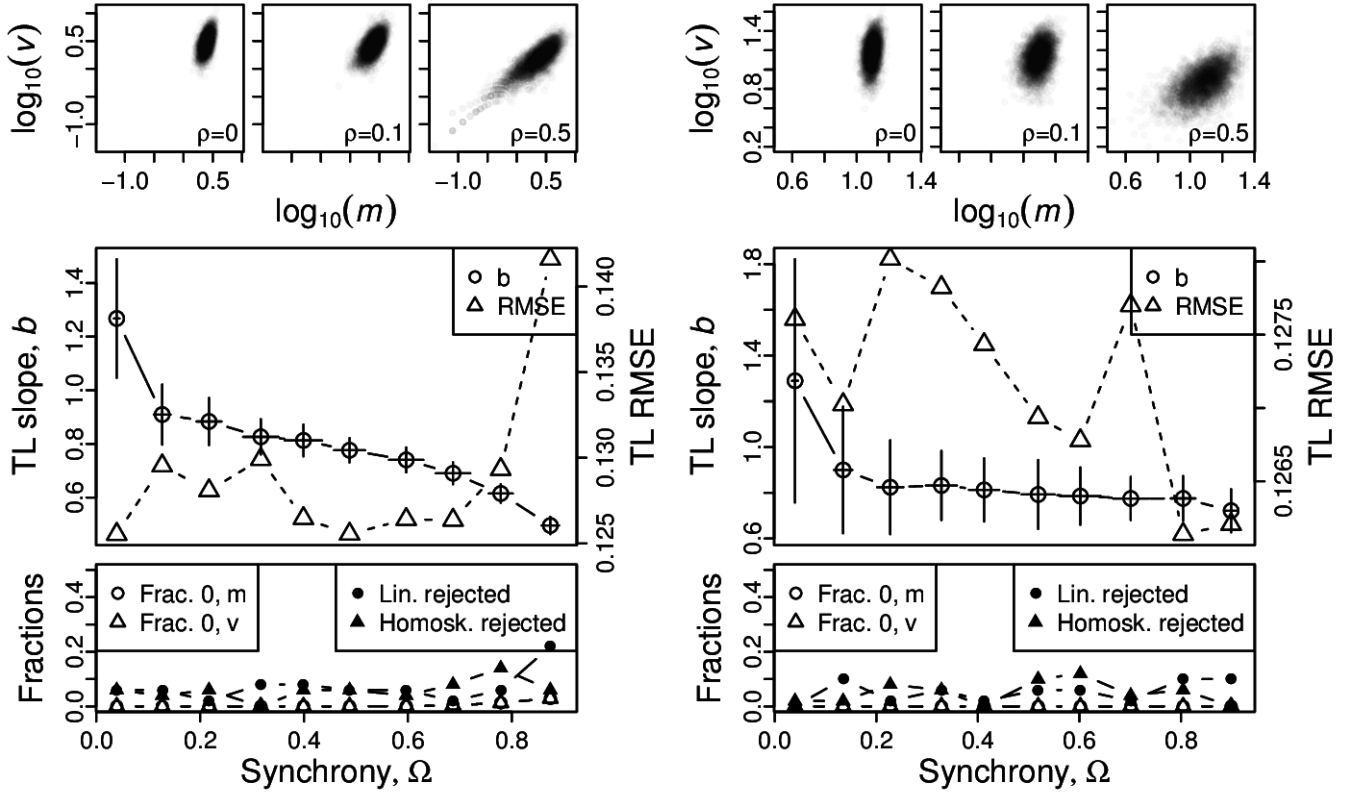 log10(v)
0.5
−1.0
ρ=0
ρ=0.1
ρ=0.5
−1.0 0.5 −1.0 0.5
log10(m)
TL slope, b
1.4
1.2
1.0
0.8
0.6
b
RMSE
0.140
0.135
0.130
0.125
TL RMSE
Fractions
0.4
0.2
0.0
Frac. 0, m
Frac. 0, v
Lin. rejected
Homosk. rejected
0.0 0.2 0.4 0.6 0.8
Synchrony, Ω
log10(v)
1.4
0.8
0.2
ρ=0
ρ=0.1
ρ=0.5
0.6 1.0 1.4 0.6 1.0 1.4
log10(m)
TL slope, b
1.8
1.4
1.0
0.6
b
RMSE
0.1275
0.1265
TL RMSE
Fractions
0.4
0.2
0.0
Frac. 0, m
Frac. 0, v
Lin. rejected
Homosk. rejected
0.0 0.2 0.4 0.6 0.8
Synchrony, Ω